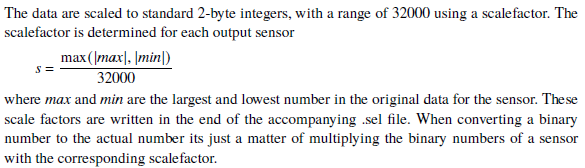 The data are scaled to standard 2-byte integers, with a range of 32000 using a scalefactor. The
scalefactor is determined for each output sensor
s = max(|max|, |min|) / 32000
where max and min are the largest and lowest number in the original data for the sensor. These
scale factors are written in the end of the accompanying .sel file. When converting a binary
number to the actual number its just a matter of multiplying the binary numbers of a sensor
with the corresponding scalefactor.